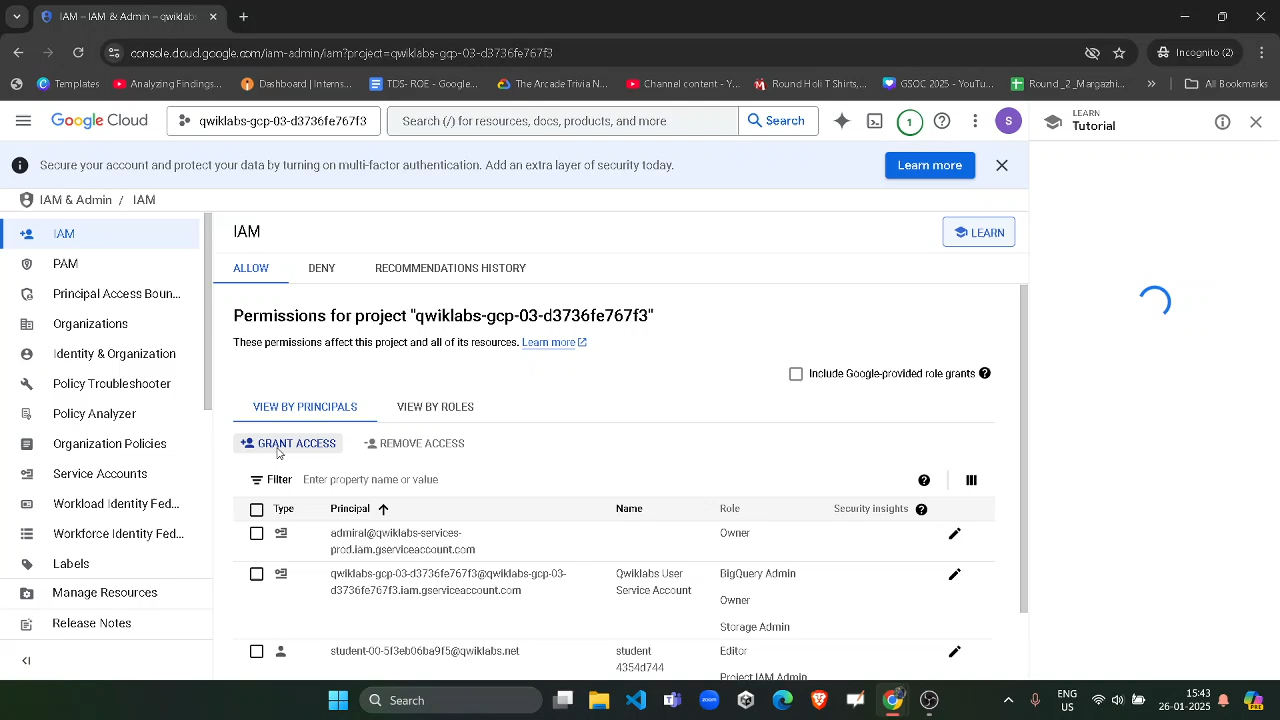 IAM – IAM & Admin – qwiklabs
console.cloud.google.com/iam-admin/iam?project=qwiklabs-gcp-03-d3736fe767f3
Incognito (2)
Templates
Analyzing Findings...
Dashboard | Interns...
TDS- ROE - Google...
The Arcade Trivia N...
Channel content - Y...
Round Holi T Shirts,...
GSOC 2025 - YouTu...
Round _2 _Margazhi...
All Bookmarks
Google Cloud
qwiklabs-gcp-03-d3736fe767f3
Search (/) for resources, docs, products, and more
Search
1
S
LEARN
Tutorial
Secure your account and protect your data by turning on multi-factor authentication. Add an extra layer of security today.
Learn more
IAM & Admin / IAM
IAM
PAM
Principal Access Boun...
Organizations
Identity & Organization
Policy Troubleshooter
Policy Analyzer
Organization Policies
Service Accounts
Workload Identity Fed...
Workforce Identity Fed...
Labels
Manage Resources
Release Notes
IAM
LEARN
ALLOW
DENY
RECOMMENDATIONS HISTORY
Permissions for project "qwiklabs-gcp-03-d3736fe767f3"
These permissions affect this project and all of its resources. Learn more
Include Google-provided role grants
VIEW BY PRINCIPALS
VIEW BY ROLES
GRANT ACCESS
REMOVE ACCESS
Filter Enter property name or value
Type
Principal
Name
Role
Security insights
admiral@qwiklabs-services-
prod.iam.gserviceaccount.com
Owner
qwiklabs-gcp-03-d3736fe767f3@qwiklabs-gcp-03-
d3736fe767f3.iam.gserviceaccount.com
Qwiklabs User
Service Account
BigQuery Admin
Owner
Storage Admin
student-00-5f3eb06ba9f5@qwiklabs.net
student
4354d744
Editor
Project IAM Admin
Search
ENG
US
15:43
26-01-2025